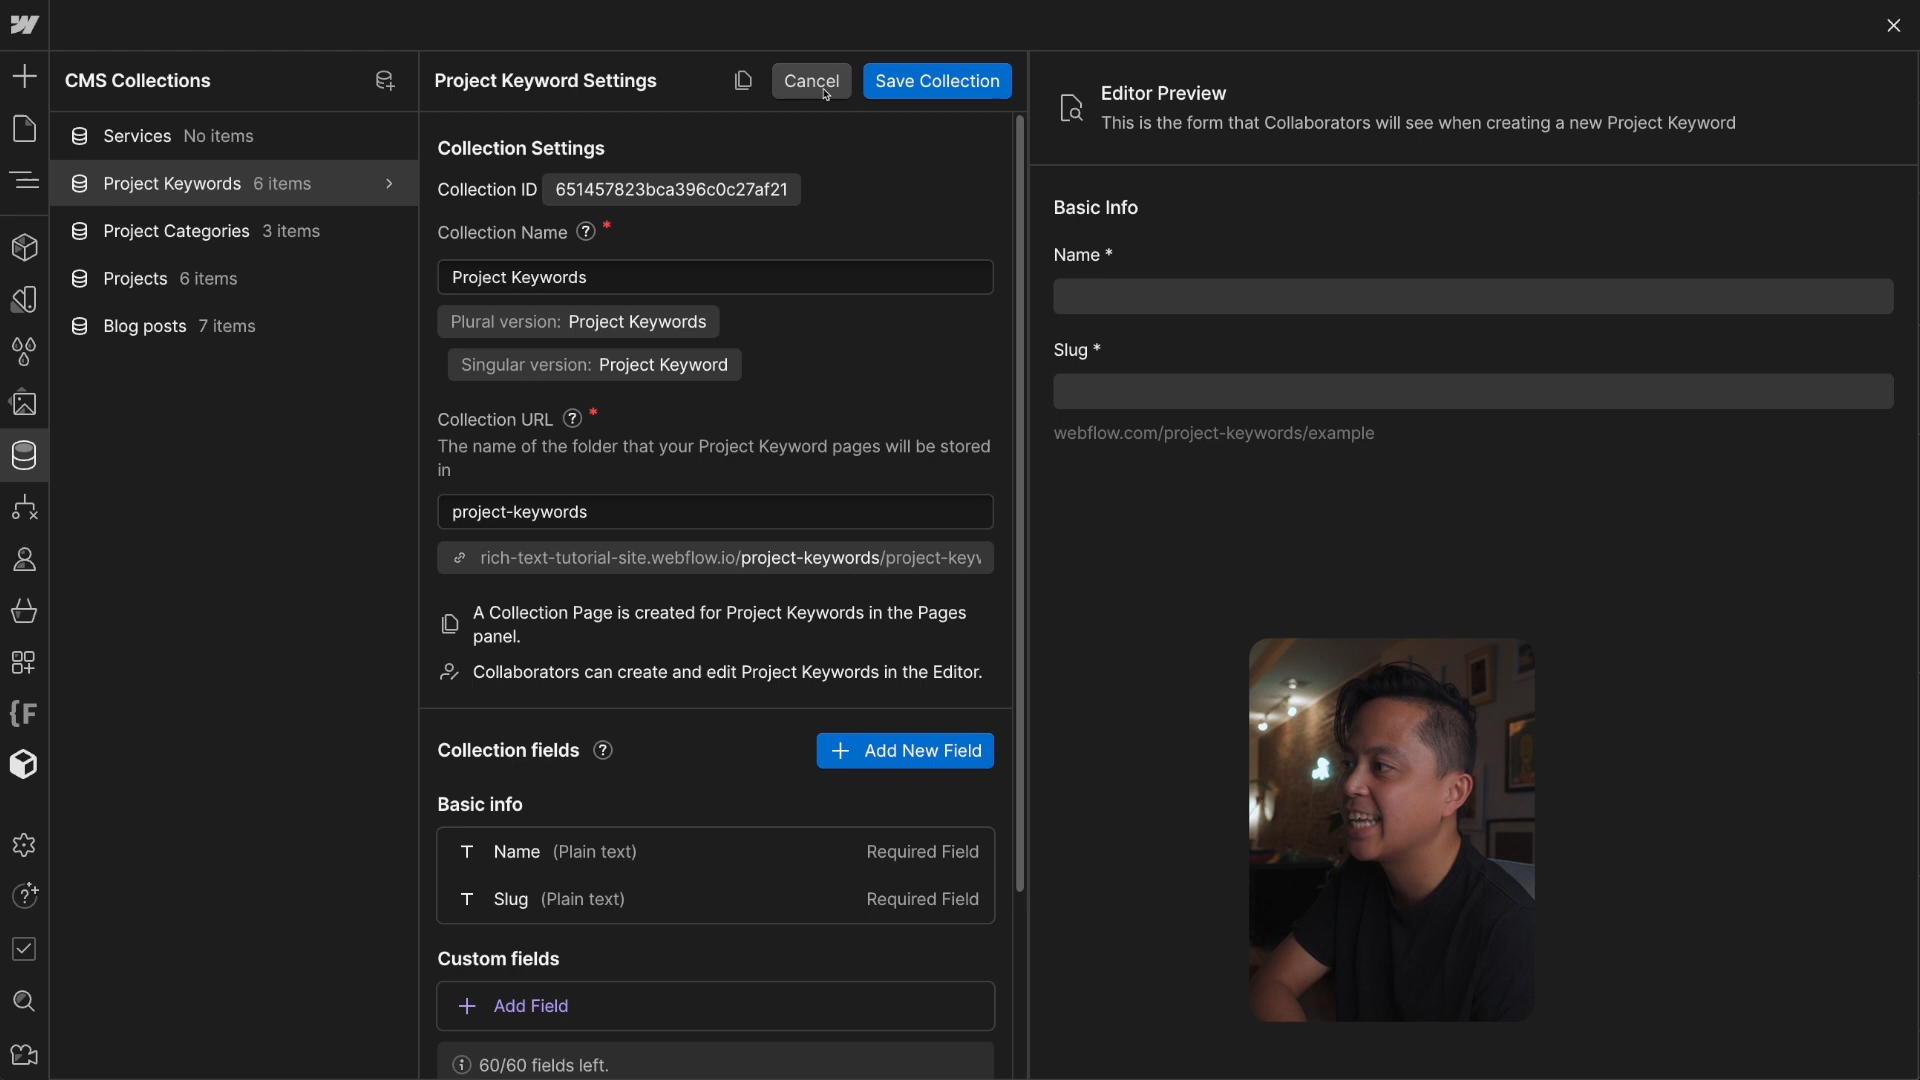 CMS Collections
Services No items
Project Keywords 6 items
Project Categories 3 items
Projects 6 items
Blog posts 7 items
Project Keyword Settings
Cancel
Save Collection
Collection Settings
Collection ID 651457823bca396c0c27af21
Collection Name ? *
Project Keywords
Plural version: Project Keywords
Singular version: Project Keyword
Collection URL ? *
The name of the folder that your Project Keyword pages will be stored
in
project-keywords
rich-text-tutorial-site.webflow.io/project-keywords/project-keyw
A Collection Page is created for Project Keywords in the Pages
panel.
Collaborators can create and edit Project Keywords in the Editor.
Collection fields ?
+ Add New Field
Basic info
T Name (Plain text) Required Field
T Slug (Plain text) Required Field
Custom fields
+ Add Field
60/60 fields left.
Editor Preview
This is the form that Collaborators will see when creating a new Project Keyword
Basic Info
Name *
Slug *
webflow.com/project-keywords/example